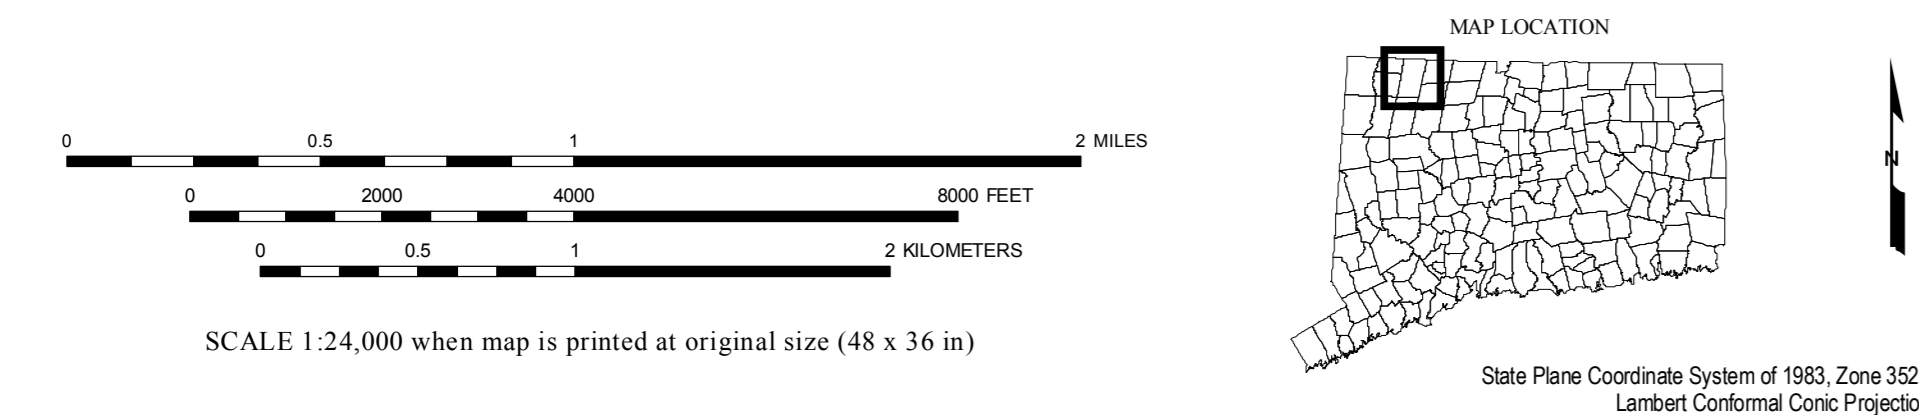 MAP LOCATION
0 0.5 1 2 MILES
0 2000 4000 8000 FEET
0 0.5 1 2 KILOMETERS
N
SCALE 1:24,000 when map is printed at original size (48 x 36 in)
State Plane Coordinate System of 1983, Zone 352
Lambert Conformal Conic Projectio